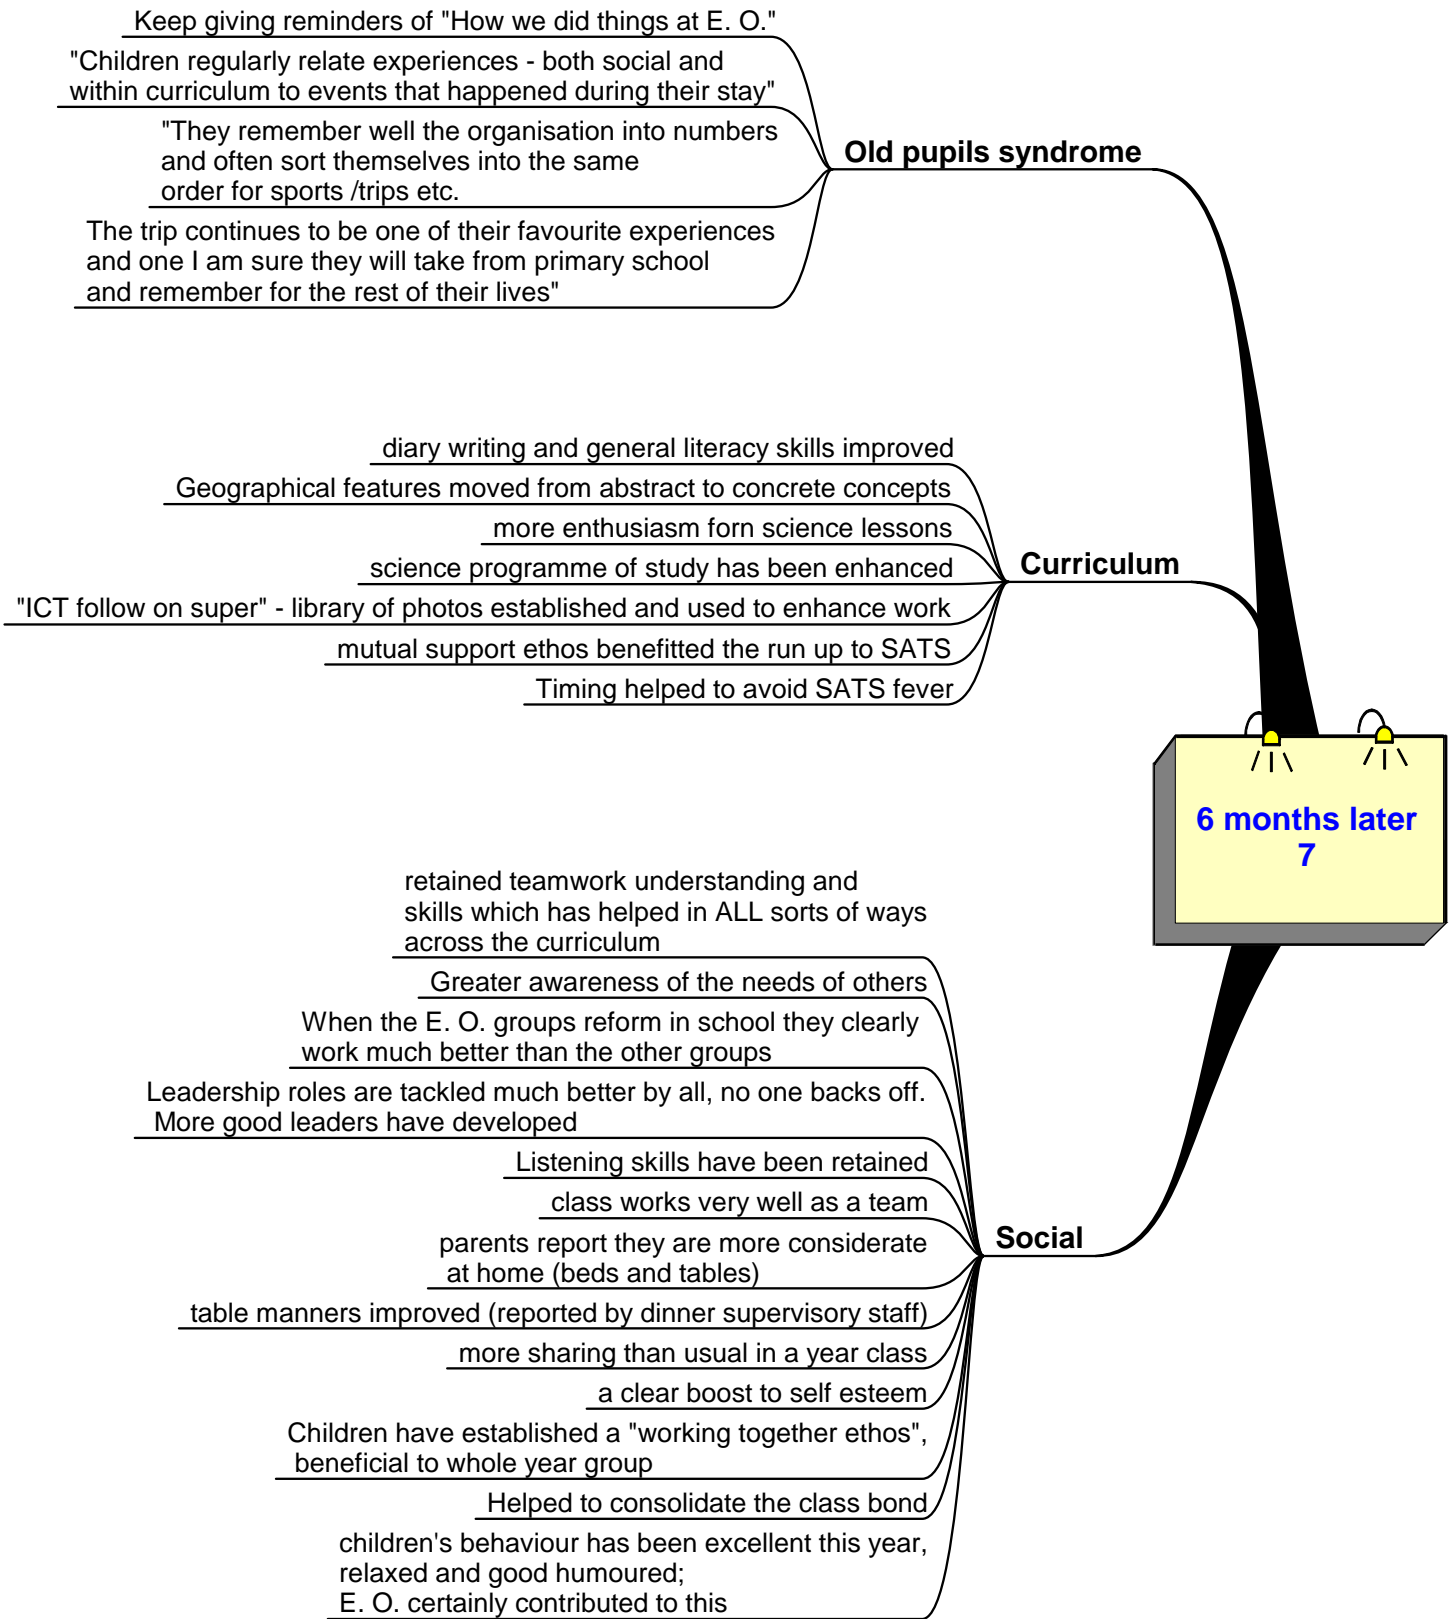 Keep giving reminders of "How we did things at E. O."
"Children regularly relate experiences - both social and
within curriculum to events that happened during their stay"
"They remember well the organisation into numbers
and often sort themselves into the same
order for sports /trips etc.
The trip continues to be one of their favourite experiences
and one I am sure they will take from primary school
and remember for the rest of their lives"
Old pupils syndrome
diary writing and general literacy skills improved
Geographical features moved from abstract to concrete concepts
more enthusiasm forn science lessons
science programme of study has been enhanced
"ICT follow on super" - library of photos established and used to enhance work
mutual support ethos benefitted the run up to SATS
Timing helped to avoid SATS fever
Curriculum
6 months later
7
retained teamwork understanding and
skills which has helped in ALL sorts of ways
across the curriculum
Greater awareness of the needs of others
When the E. O. groups reform in school they clearly
work much better than the other groups
Leadership roles are tackled much better by all, no one backs off.
More good leaders have developed
Listening skills have been retained
class works very well as a team
parents report they are more considerate
at home (beds and tables)
table manners improved (reported by dinner supervisory staff)
more sharing than usual in a year class
a clear boost to self esteem
Children have established a "working together ethos",
beneficial to whole year group
Helped to consolidate the class bond
children's behaviour has been excellent this year,
relaxed and good humoured;
E. O. certainly contributed to this
Social